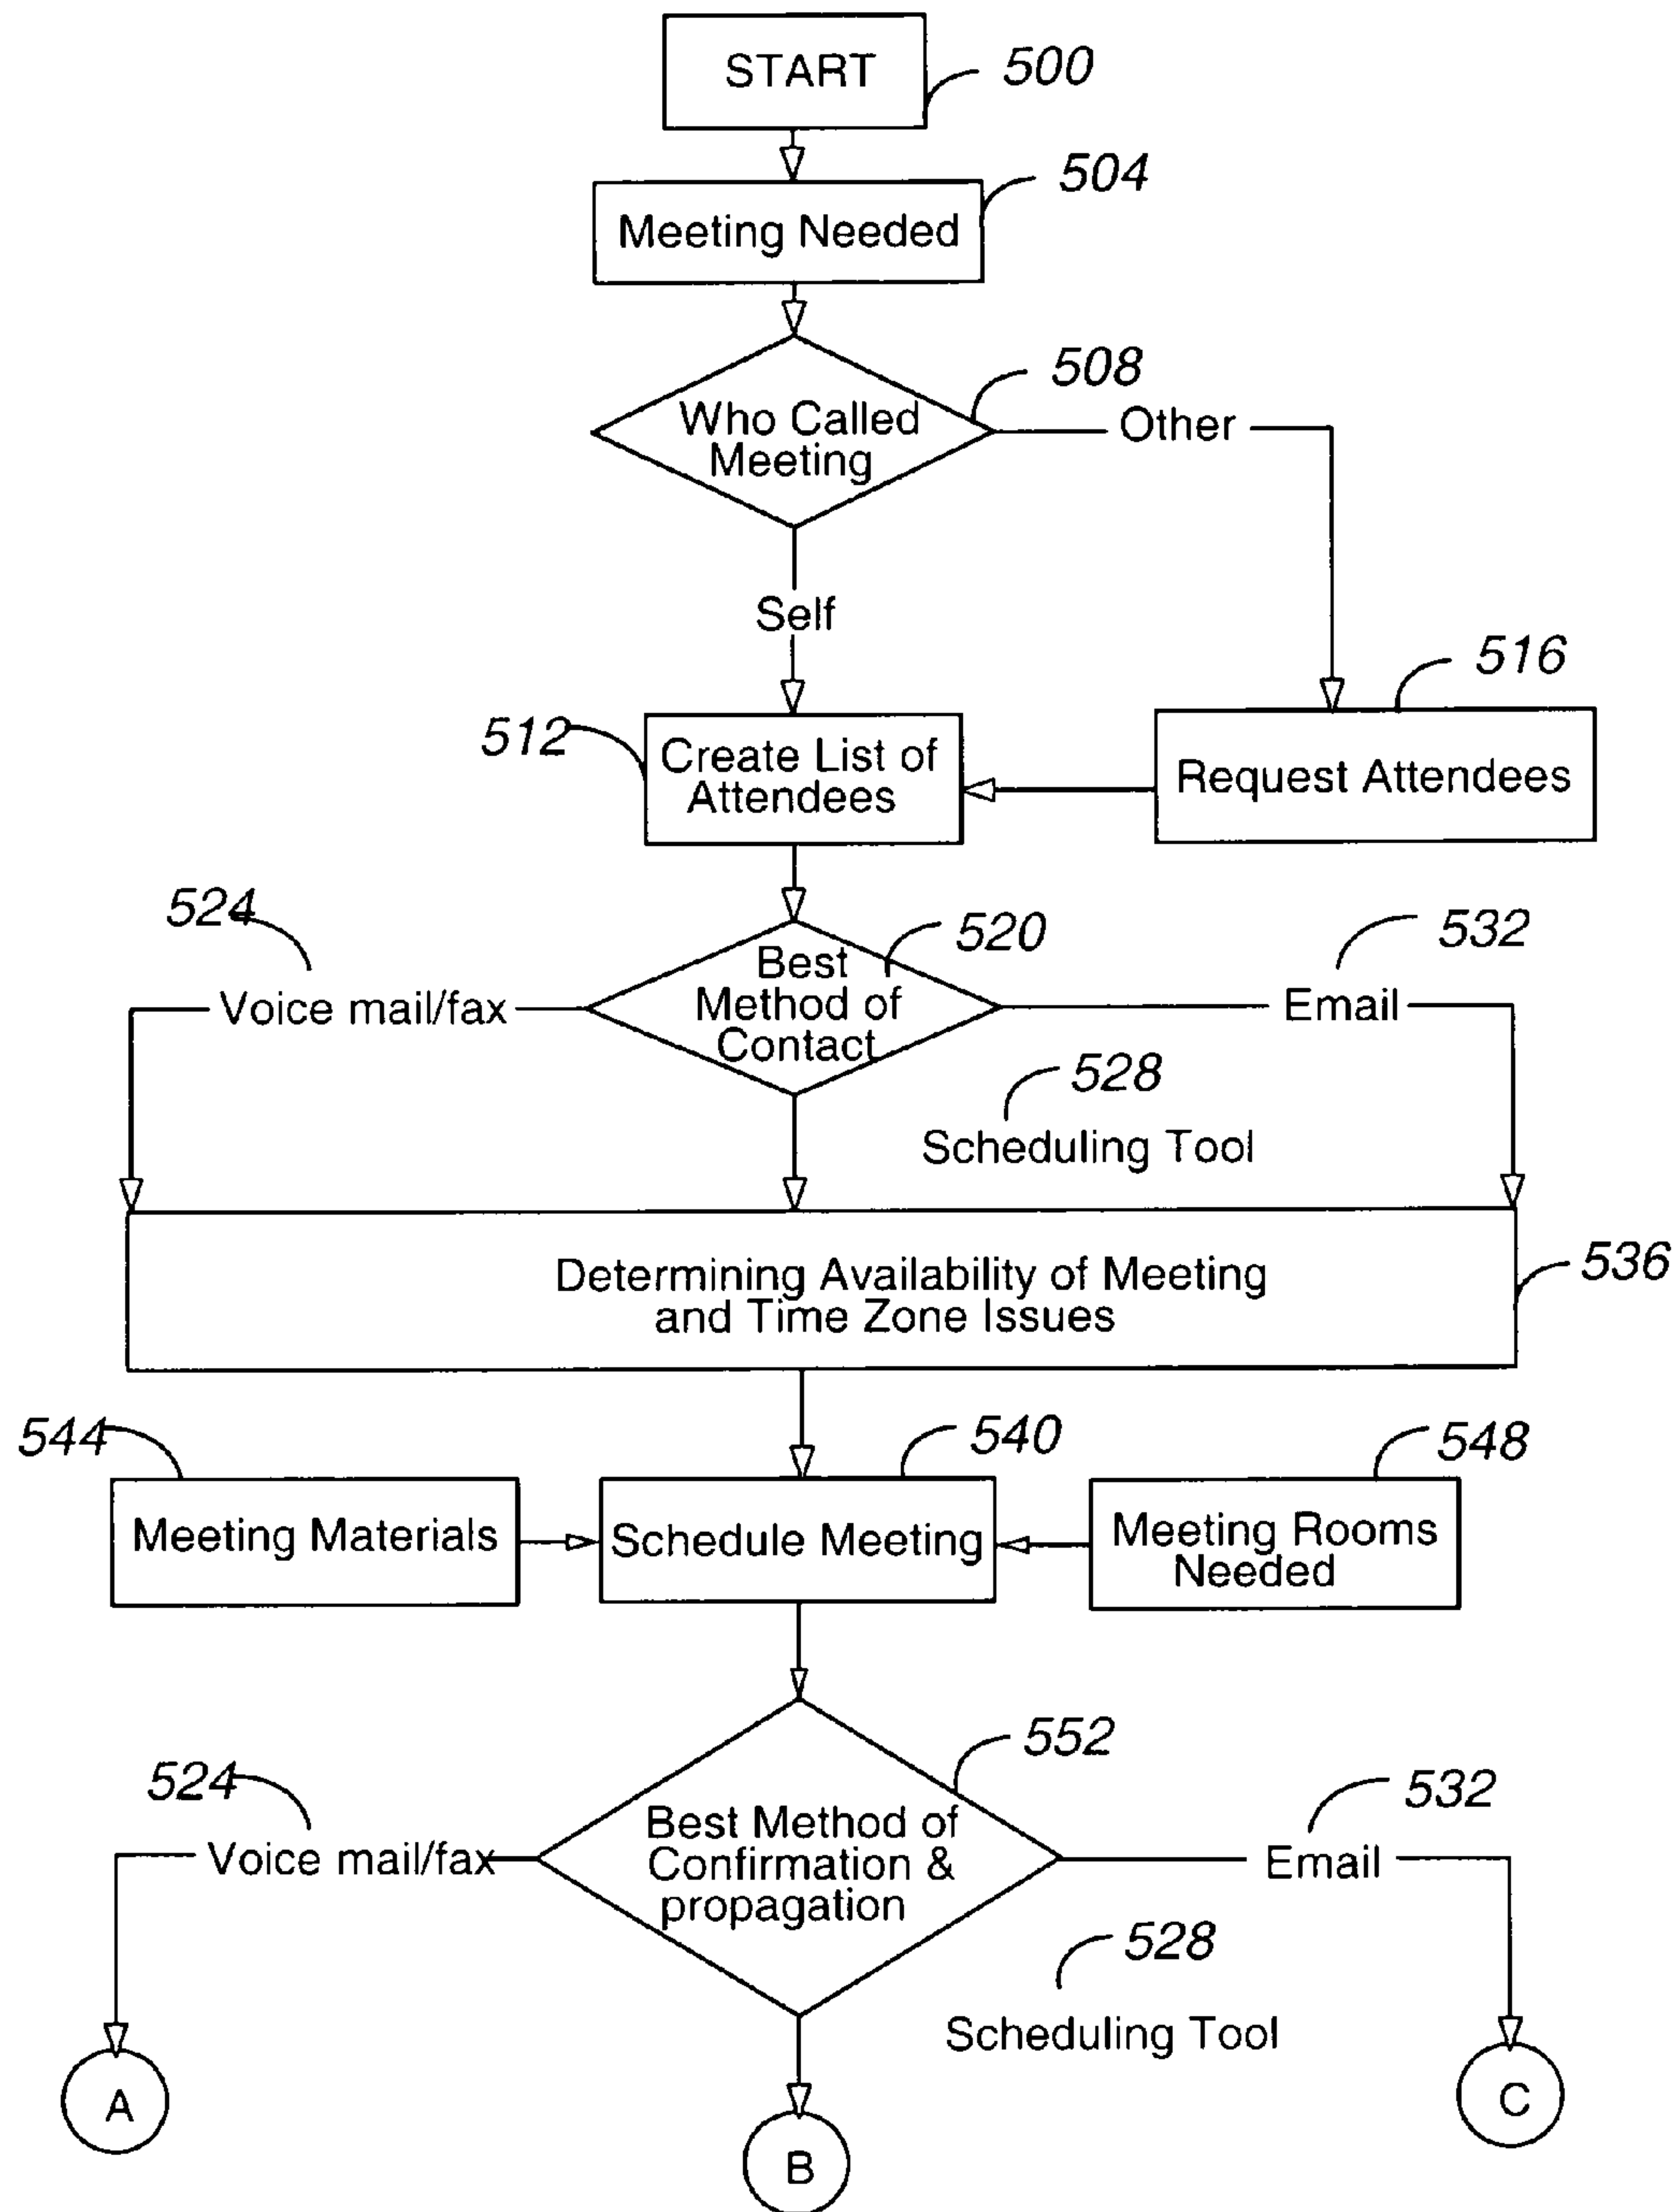 START
500
504
Meeting Needed
508
Who Called
Meeting
Other
Self
516
512
Create List of
Attendees
Request Attendees
524
520
532
Best
Method of
Contact
Voice mail/fax
Email
528
Scheduling Tool
Determining Availability of Meeting
and Time Zone Issues
536
544
540
548
Meeting Materials
Schedule Meeting
Meeting Rooms
Needed
552
524
532
Best Method of
Confirmation &
propagation
Voice mail/fax
Email
528
Scheduling Tool
A
B
C